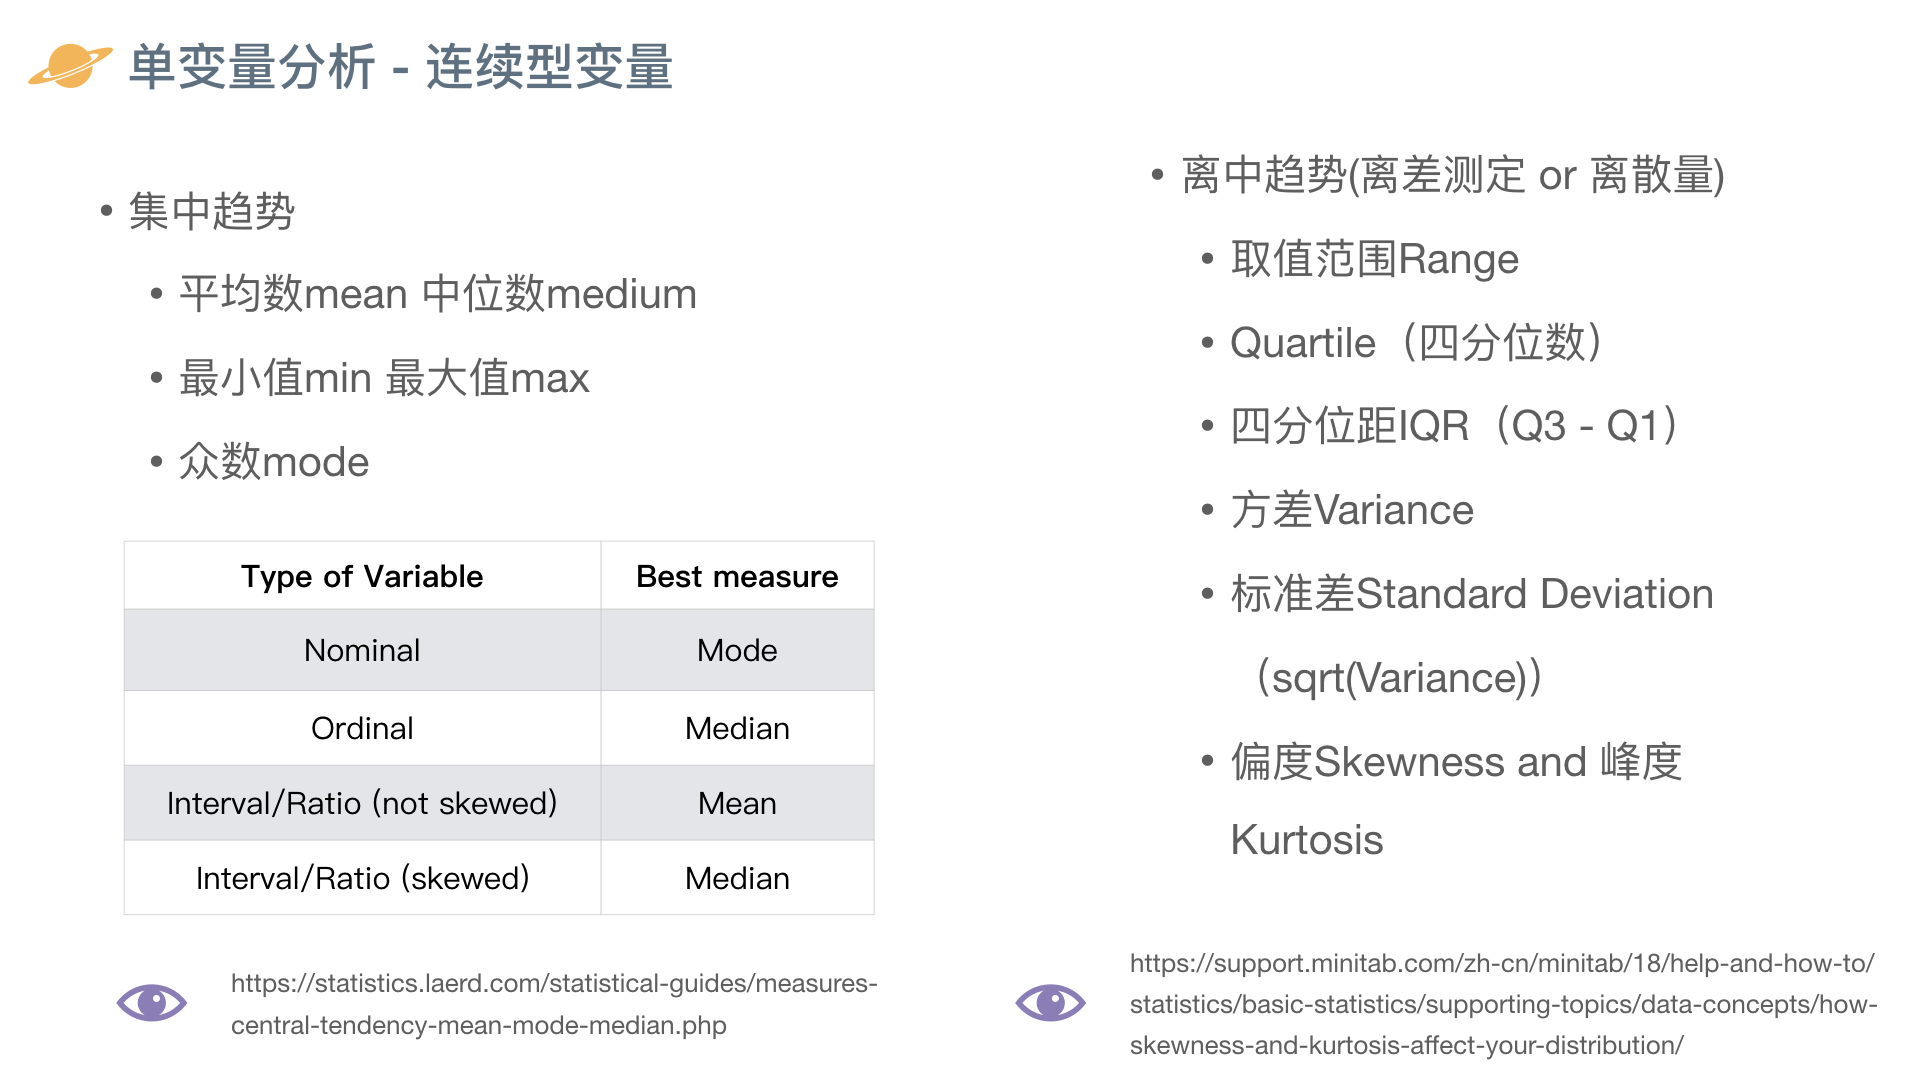 单变量分析 - 连续型变量
• 集中趋势
• 平均数mean 中位数medium
• 最小值min 最大值max
• 众数mode
Type of Variable Best measure
Nominal Mode
Ordinal Median
Interval/Ratio (not skewed) Mean
Interval/Ratio (skewed) Median
https://statistics.laerd.com/statistical-guides/measures-
central-tendency-mean-mode-median.php
• 离中趋势(离差测定 or 离散量)
• 取值范围Range
• Quartile（四分位数）
• 四分位距IQR（Q3 - Q1）
• 方差Variance
• 标准差Standard Deviation
（sqrt(Variance)）
• 偏度Skewness and 峰度
Kurtosis
https://support.minitab.com/zh-cn/minitab/18/help-and-how-to/
statistics/basic-statistics/supporting-topics/data-concepts/how-
skewness-and-kurtosis-affect-your-distribution/